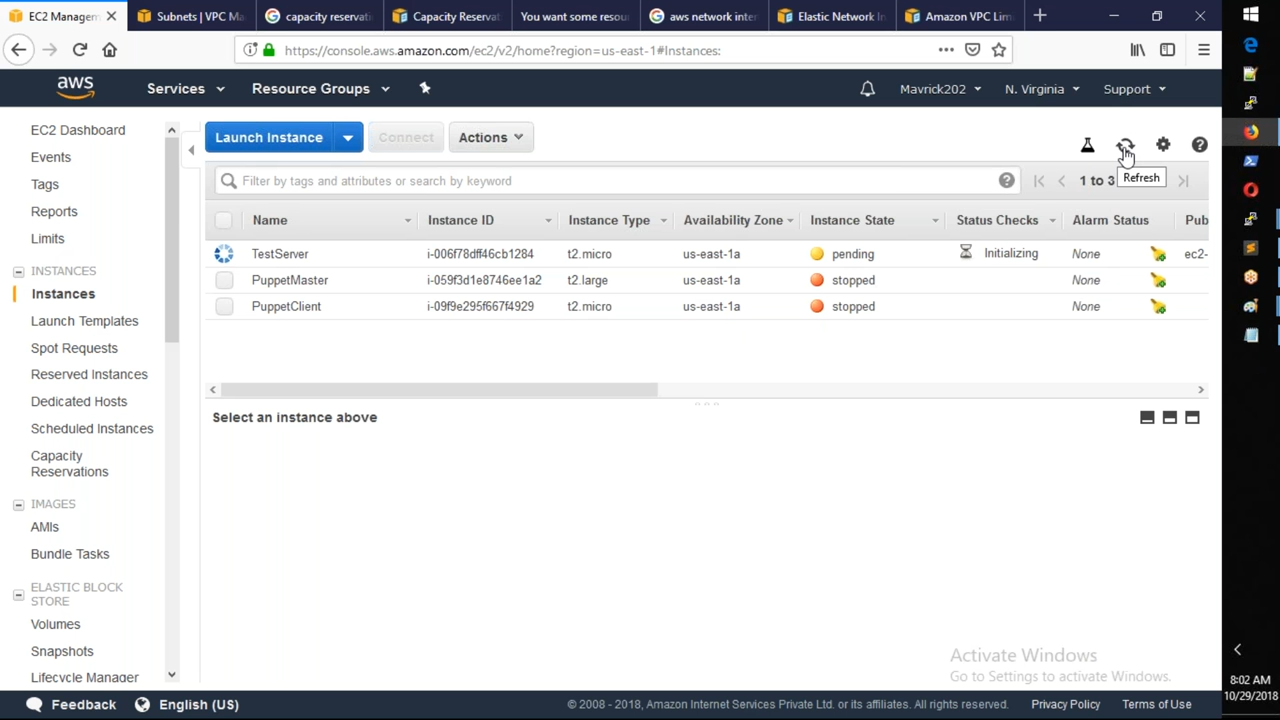 EC2 Managem
Subnets | VPC Ma
capacity reservati
Capacity Reservat
You want some resou
aws network inter
Elastic Network In
Amazon VPC Lim
https://console.aws.amazon.com/ec2/v2/home?region=us-east-1#Instances:
aws
Services
Resource Groups
Mavrick202
N. Virginia
Support
EC2 Dashboard
Events
Tags
Reports
Limits
INSTANCES
Instances
Launch Templates
Spot Requests
Reserved Instances
Dedicated Hosts
Scheduled Instances
Capacity
Reservations
IMAGES
AMIs
Bundle Tasks
ELASTIC BLOCK
STORE
Volumes
Snapshots
Lifecycle Manager
Launch Instance
Connect
Actions
Filter by tags and attributes or search by keyword
1 to 3
Refresh
Name Instance ID Instance Type Availability Zone Instance State Status Checks Alarm Status Pub
TestServer i-006f78dff46cb1284 t2.micro us-east-1a pending Initializing None ec2-
PuppetMaster i-059f3d1e8746ee1a2 t2.large us-east-1a stopped None
PuppetClient i-09f9e295f667f4929 t2.micro us-east-1a stopped None
Select an instance above
Activate Windows
Go to Settings to activate Windows.
Feedback
English (US)
© 2008 - 2018, Amazon Internet Services Private Ltd. or its affiliates. All rights reserved.
Privacy Policy
Terms of Use
8:02 AM
10/29/2018